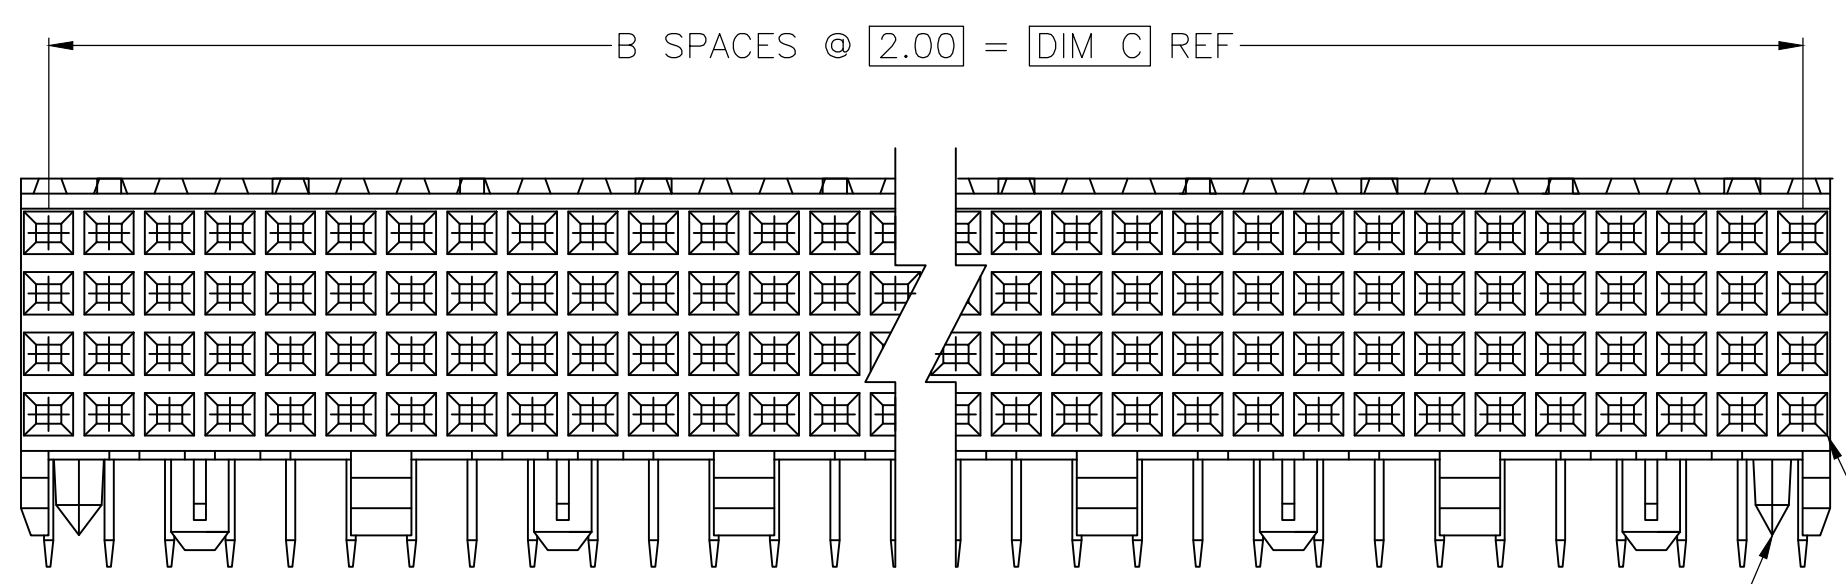 B SPACES @ 2.00 = DIM C REF